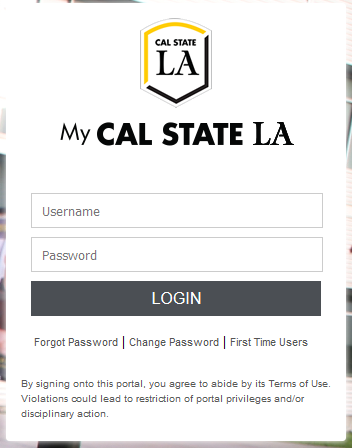 CAL STATE
LA
My CAL STATE LA
Username
Password
LOGIN
Forgot Password | Change Password | First Time Users
By signing onto this portal, you agree to abide by its Terms of Use.
Violations could lead to restriction of portal privileges and/or
disciplinary action.